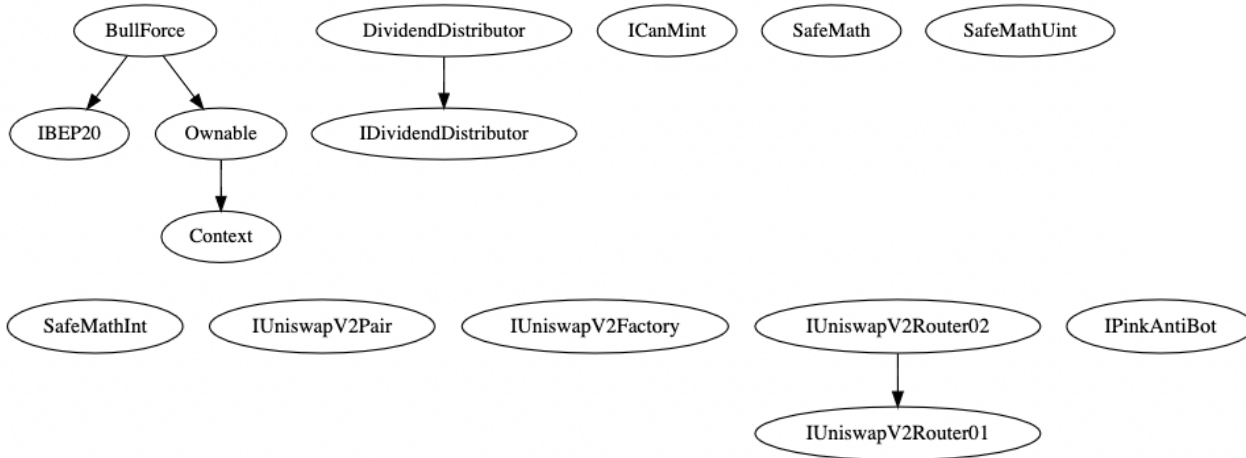 BullForce
DividendDistributor
ICanMint
SafeMath
SafeMathUint
IBEP20
Ownable
IDividendDistributor
Context
SafeMathInt
IUniswapV2Pair
IUniswapV2Factory
IUniswapV2Router02
IPinkAntiBot
IUniswapV2Router01